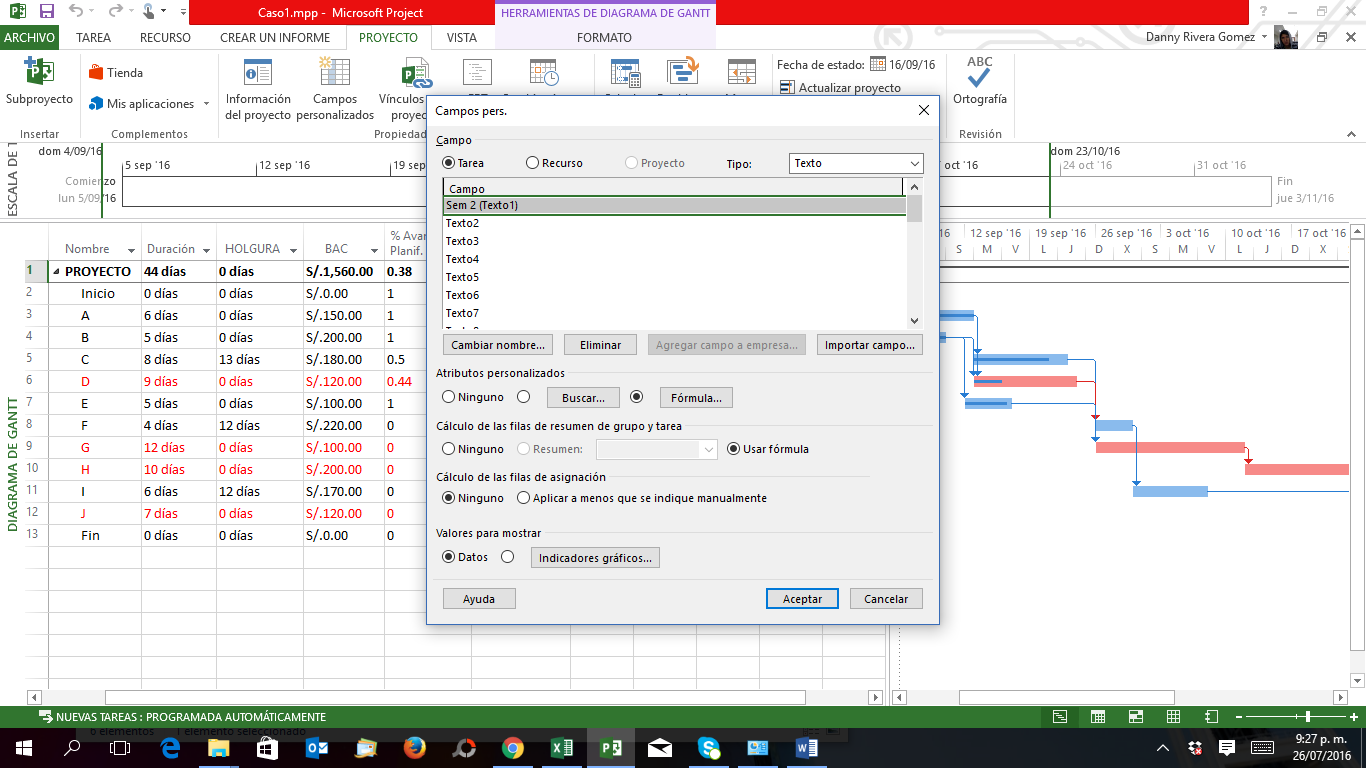 Caso1.mpp - Microsoft Project
HERRAMIENTAS DE DIAGRAMA DE GANTT
ARCHIVO TAREA RECURSO CREAR UN INFORME PROYECTO VISTA FORMATO
Danny Rivera Gomez
Subproyecto
Insertar
Tienda
Mis aplicaciones
Complementos
Información del proyecto
Campos personalizados
Fecha de estado: 16/09/16
Actualizar proyecto
ABC
Ortografía
Revisión
dom 4/09/16
5 sep '16 12 sep '16
Comienzo
lun 5/09/16
dom 23/10/16
24 oct '16 31 oct '16
Fin
jue 3/11/16
Campos pers.
Campo
Tarea Recurso Proyecto Tipo: Texto
Campo
Sem 2 (Texto1)
Texto2
Texto3
Texto4
Texto5
Texto6
Texto7
Cambiar nombre... Eliminar Agregar campo a empresa... Importar campo...
Atributos personalizados
Ninguno Buscar... Fórmula...
Cálculo de las filas de resumen de grupo y tarea
Ninguno Resumen: Usar fórmula
Cálculo de las filas de asignación
Ninguno Aplicar a menos que se indique manualmente
Valores para mostrar
Datos Indicadores gráficos...
Ayuda Aceptar Cancelar
Nombre Duración HOLGURA BAC
Planif.
1 PROYECTO 44 días 0 días S/.1,560.00 0.38
2 Inicio 0 días 0 días S/.0.00 1
3 A 6 días 0 días S/.150.00 1
4 B 5 días 0 días S/.200.00 1
5 C 8 días 13 días S/.180.00 0.5
6 D 9 días 0 días S/.120.00 0.44
7 E 5 días 0 días S/.100.00 1
8 F 4 días 12 días S/.220.00 0
9 G 12 días 0 días S/.100.00 0
10 H 10 días 0 días S/.200.00 0
11 I 6 días 12 días S/.170.00 0
12 J 7 días 0 días S/.120.00 0
13 Fin 0 días 0 días S/.0.00 0
12 sep '16 19 sep '16 26 sep '16 3 oct '16 10 oct '16 17 oct '16
S M V L J D M V L J D X
DIAGRAMA DE GANTT
NUEVAS TAREAS : PROGRAMADA AUTOMÁTICAMENTE
6 elementos 1 elemento seleccionado
9:27 p. m.
26/07/2016